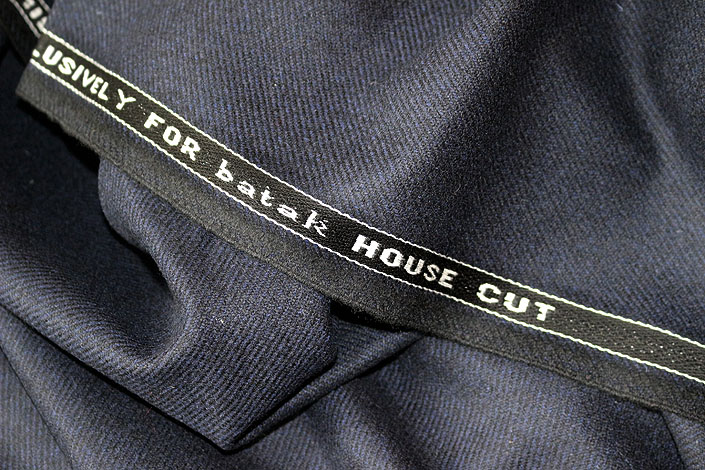 LUSIVELY FOR batak HOUSE CUT